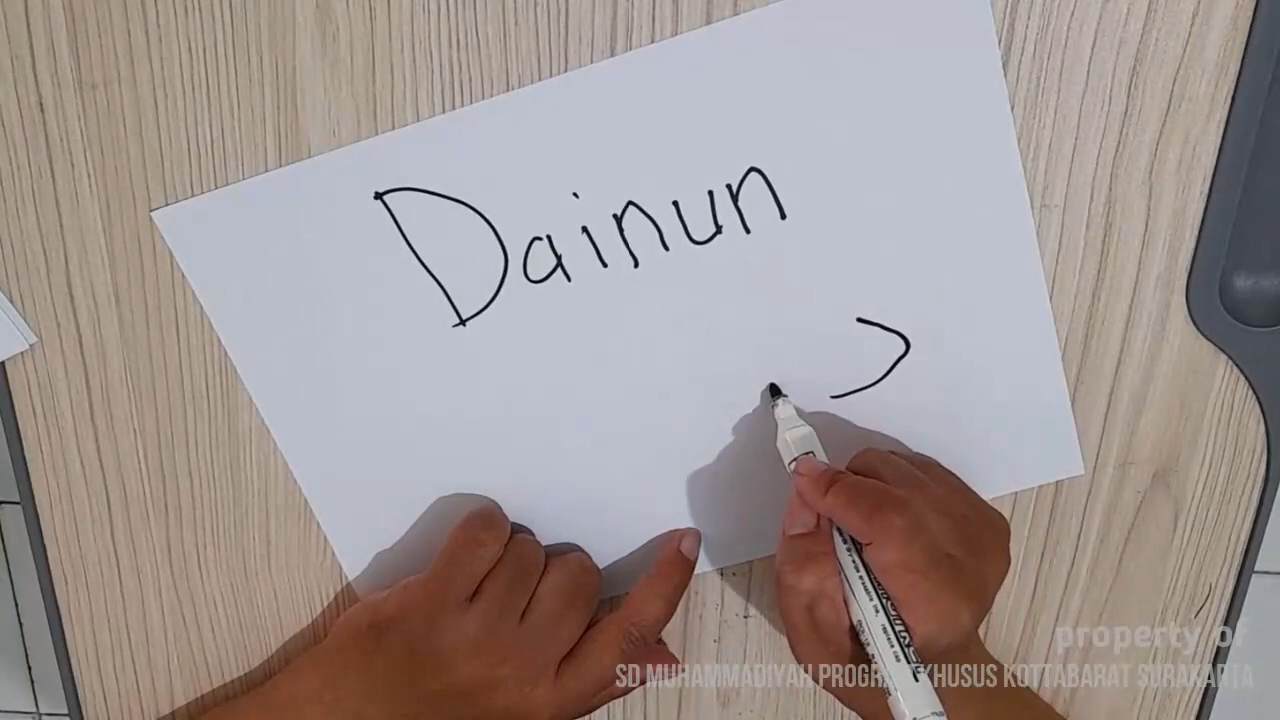 Dainun
property of
SD MUHAMMADIYAH PROGRAM KHUSUS KOTTABARAT SURAKARTA